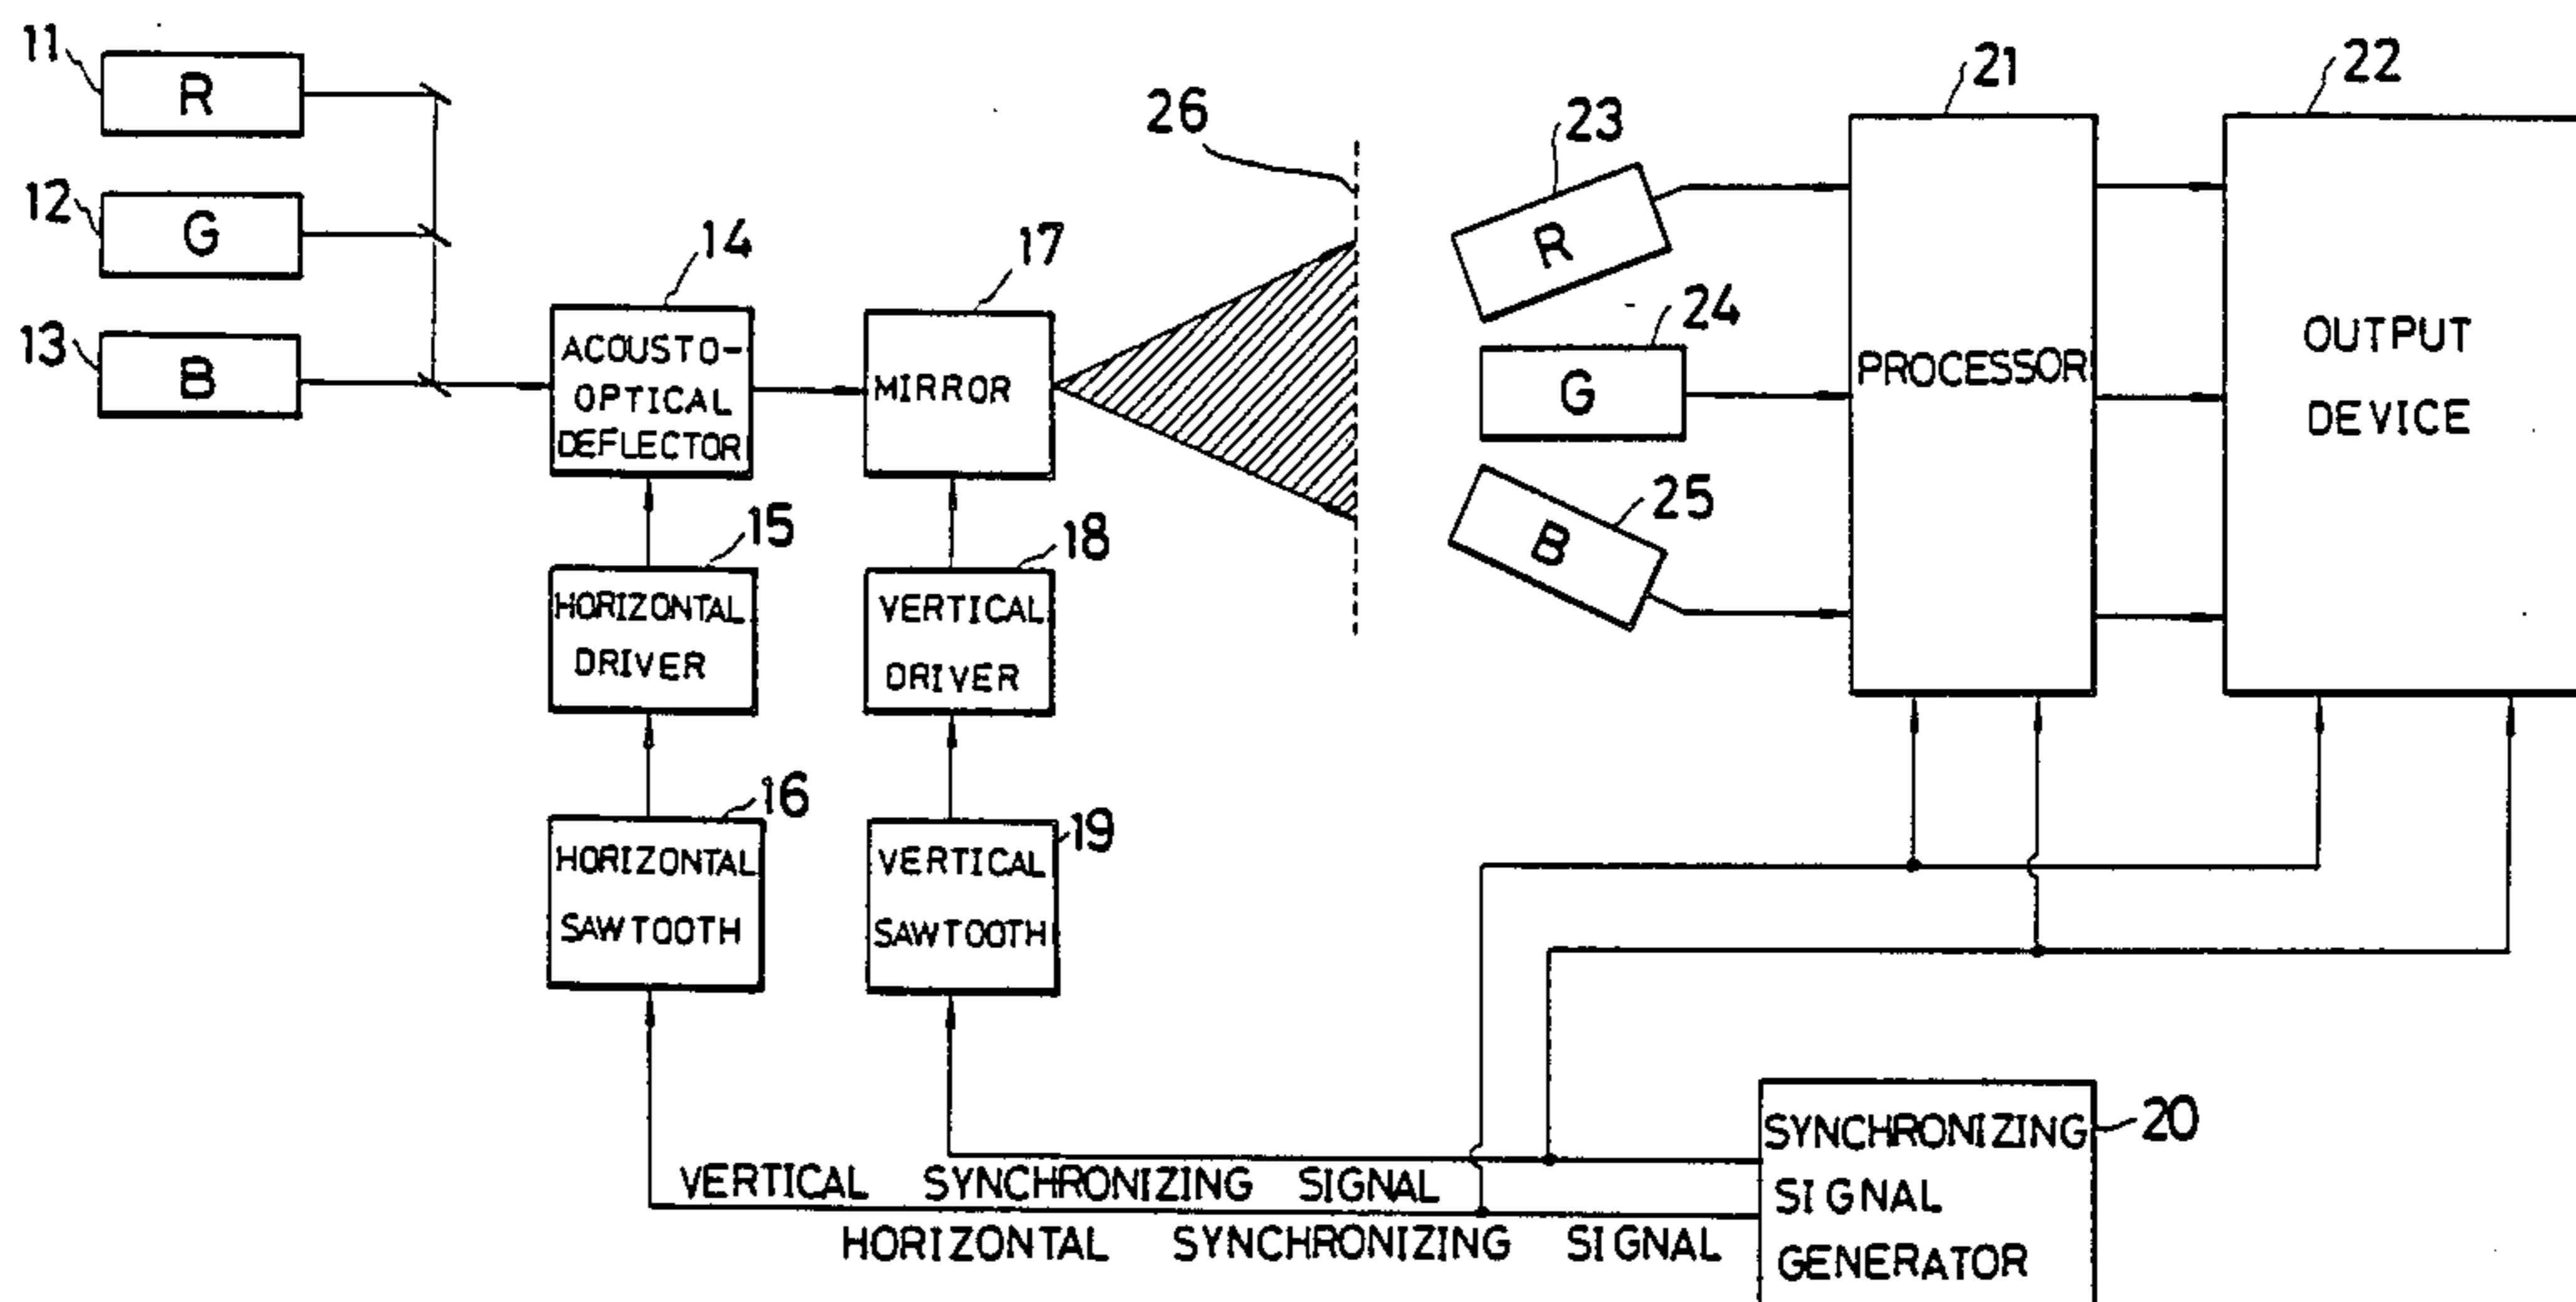 11
R
12
G
13
B
14
ACOUSTO-
OPTICAL
DEFLECTOR
17
MIRROR
26
23
R
24
G
25
B
21
PROCESSOR
22
OUTPUT
DEVICE
15
HORIZONTAL
DRIVER
18
VERTICAL
DRIVER
16
HORIZONTAL
SAWTOOTH
19
VERTICAL
SAWTOOTH
VERTICAL SYNCHRONIZING SIGNAL
HORIZONTAL SYNCHRONIZING SIGNAL
SYNCHRONIZING
SIGNAL
GENERATOR
20